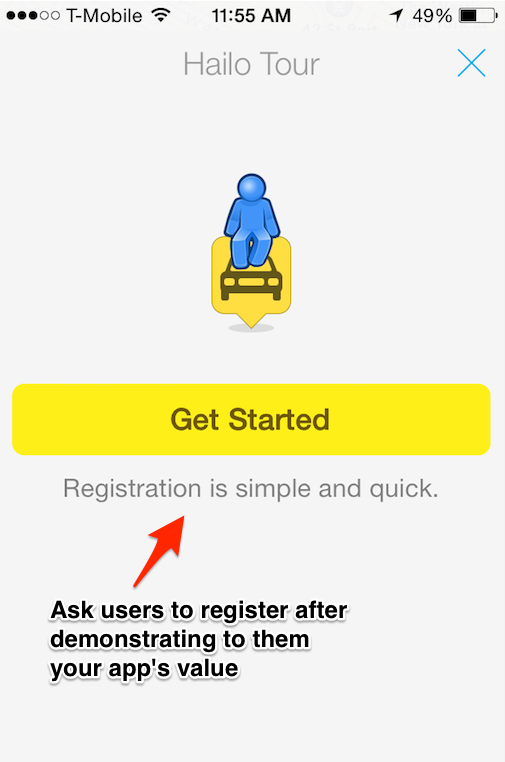 T-Mobile 11:55 AM 49%
Hailo Tour
Get Started
Registration is simple and quick.
Ask users to register after
demonstrating to them
your app's value